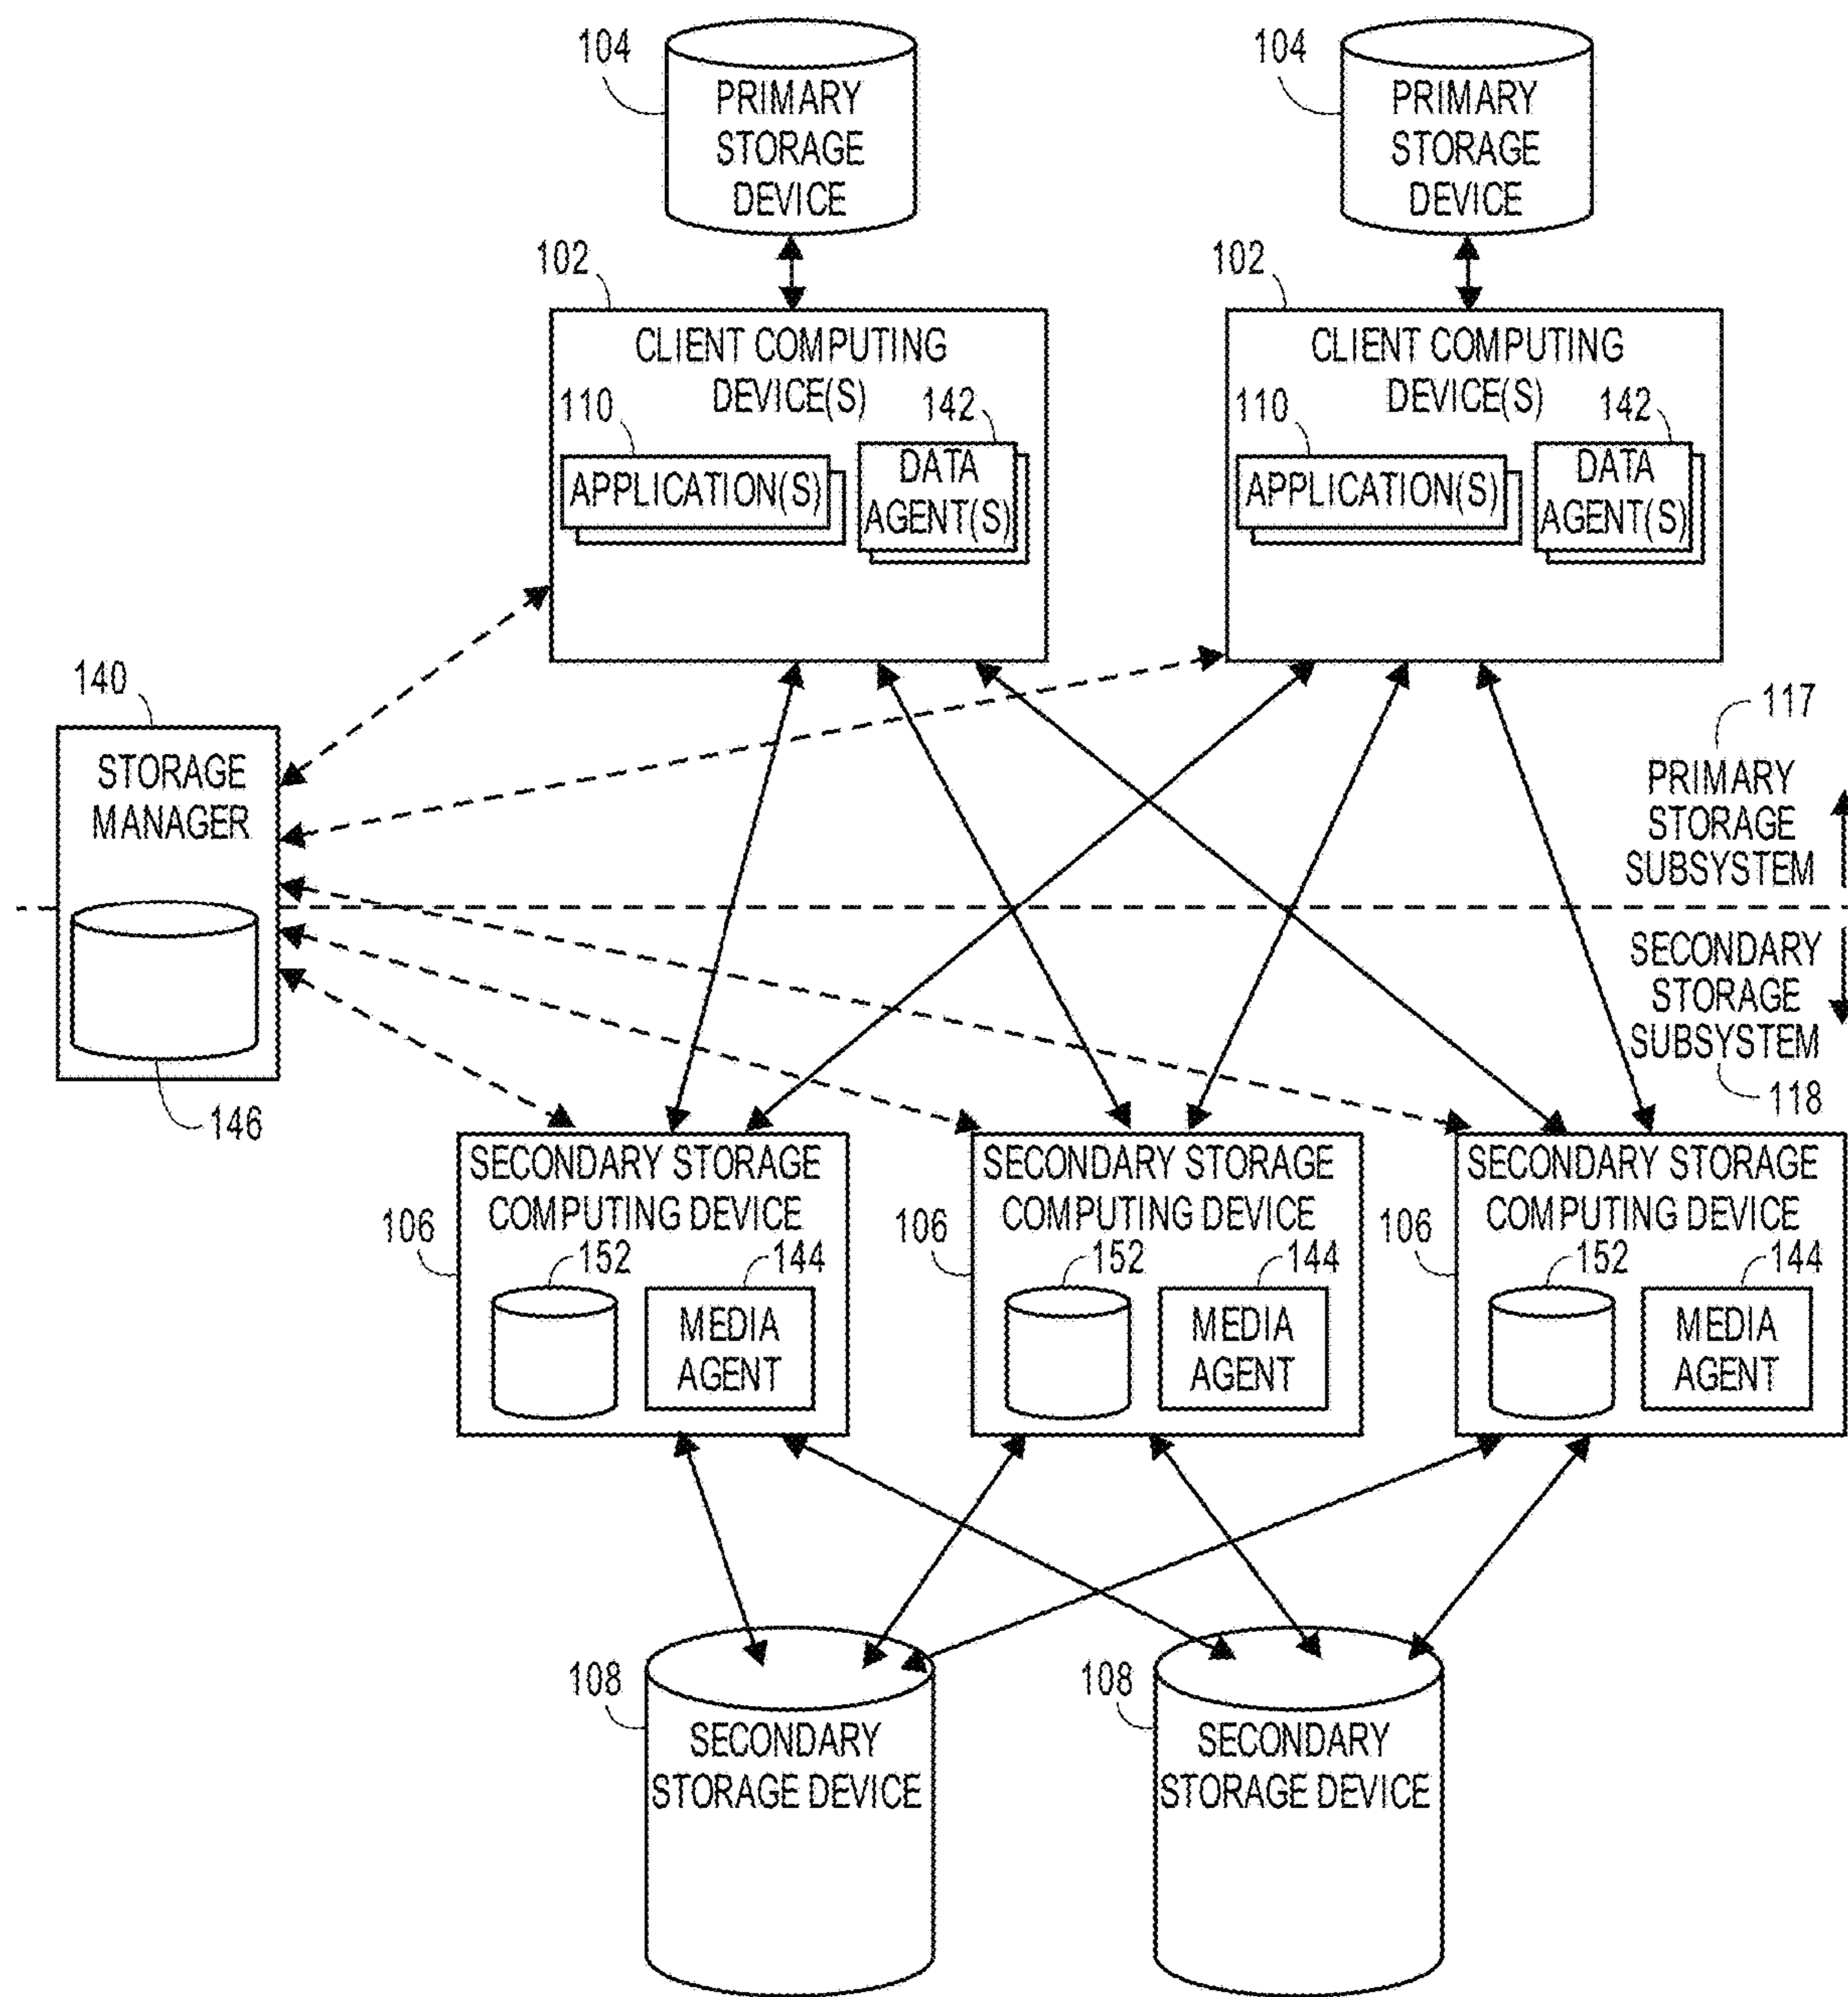 104
PRIMARY
STORAGE
DEVICE
104
PRIMARY
STORAGE
DEVICE
102
CLIENT COMPUTING
DEVICE(S)
110
142
APPLICATION(S)
DATA
AGENT(S)
102
CLIENT COMPUTING
DEVICE(S)
110
142
APPLICATION(S)
DATA
AGENT(S)
140
STORAGE
MANAGER
146
117
PRIMARY
STORAGE
SUBSYSTEM
SECONDARY
STORAGE
SUBSYSTEM
118
SECONDARY STORAGE
COMPUTING DEVICE
106
152
144
MEDIA
AGENT
SECONDARY STORAGE
COMPUTING DEVICE
106
152
144
MEDIA
AGENT
SECONDARY STORAGE
COMPUTING DEVICE
106
152
144
MEDIA
AGENT
108
SECONDARY
STORAGE DEVICE
108
SECONDARY
STORAGE DEVICE